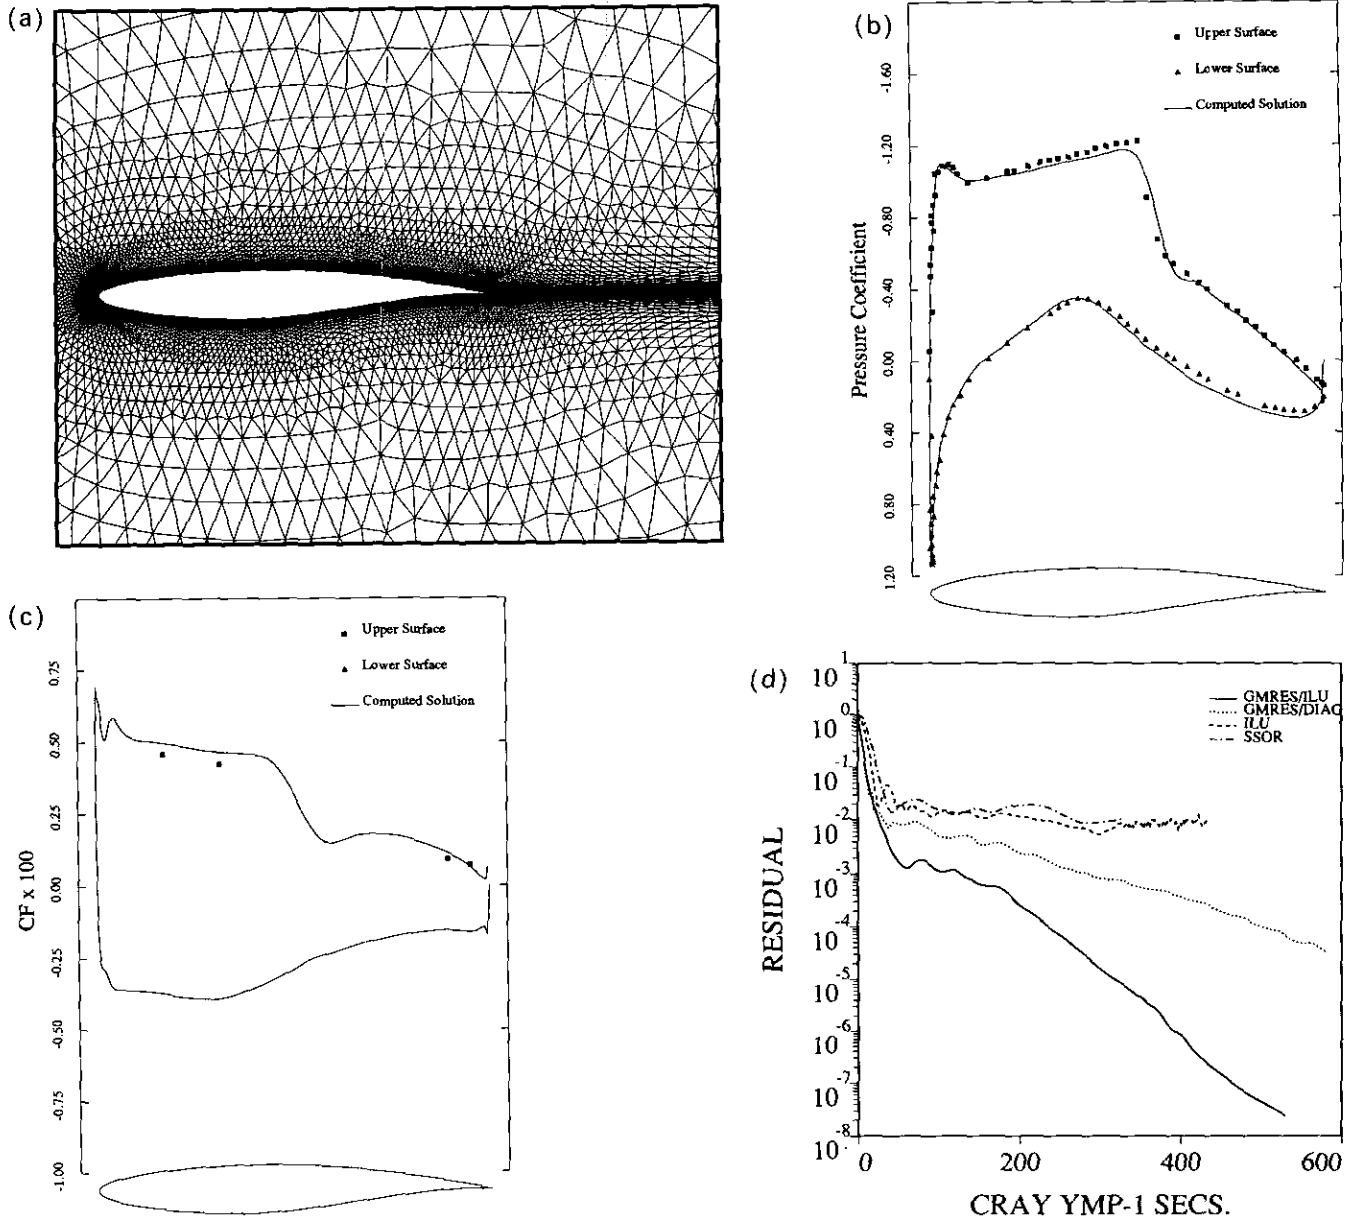 (a)
(b)
Upper Surface
Lower Surface
Computed Solution
Pressure Coefficient
-1.60
-1.20
-0.80
-0.40
0.00
0.40
0.80
1.20
(c)
Upper Surface
Lower Surface
Computed Solution
CF x 100
0.75
0.50
0.25
0.00
-0.25
-0.50
-0.75
-1.00
(d)
GMRES/ILU
GMRES/DIAG
ILU
SSOR
RESIDUAL
10^1
10^0
10^-1
10^-2
10^-3
10^-4
10^-5
10^-6
10^-7
10^-8
0 200 400 600
CRAY YMP-1 SECS.